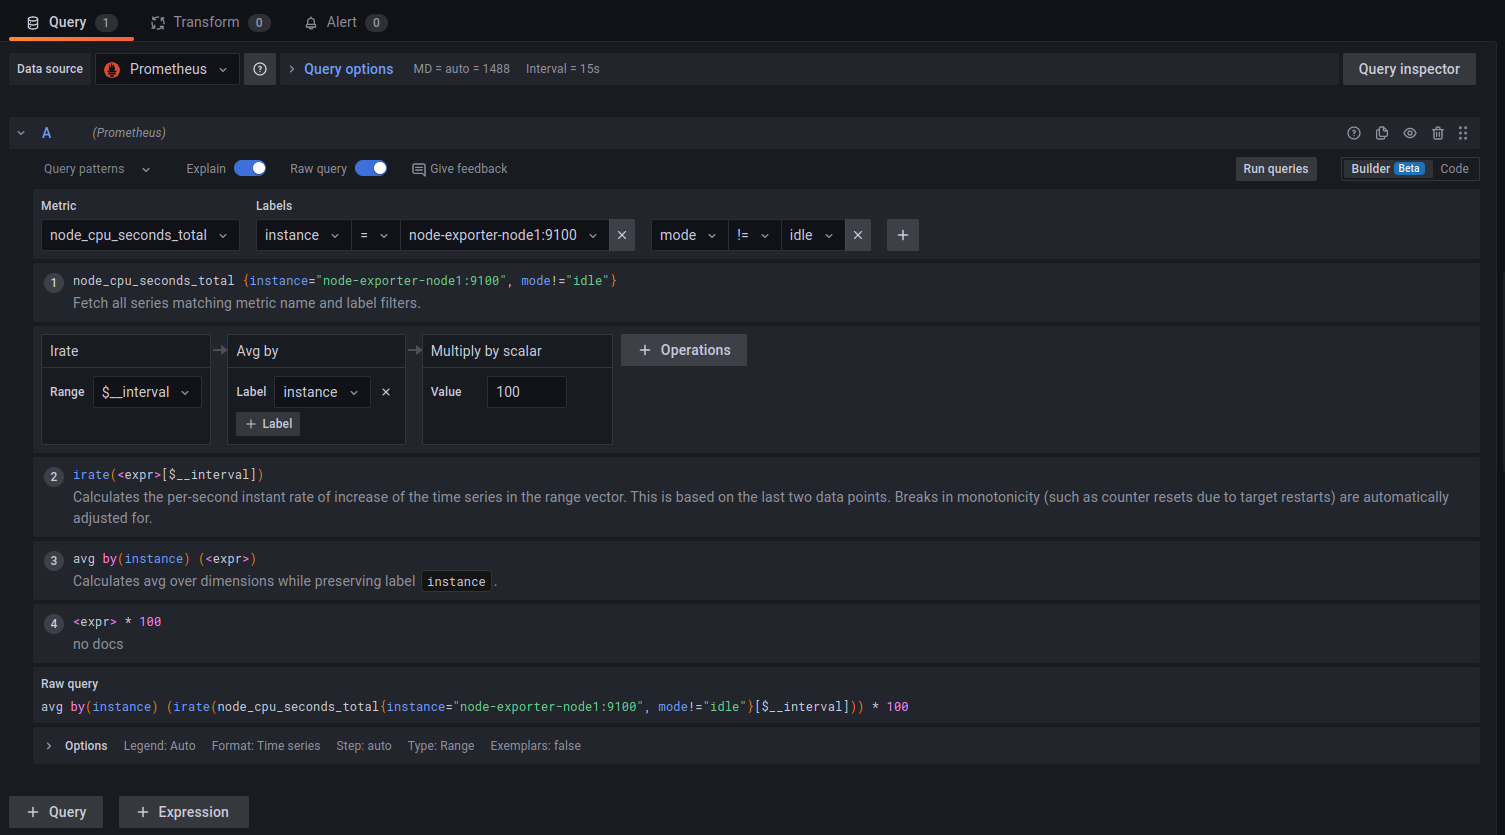 Query 1 Transform 0 Alert 0
Data source Prometheus Query options MD = auto = 1488 Interval = 15s Query inspector
A (Prometheus)
Query patterns Explain Raw query Give feedback Run queries Builder Beta Code
Metric Labels
node_cpu_seconds_total instance = node-exporter-node1:9100 mode != idle
1 node_cpu_seconds_total {instance="node-exporter-node1:9100", mode!="idle"}
Fetch all series matching metric name and label filters.
Irate Avg by Multiply by scalar + Operations
Range $__interval Label instance Value 100
+ Label
2 irate(<expr>[$__interval])
Calculates the per-second instant rate of increase of the time series in the range vector. This is based on the last two data points. Breaks in monotonicity (such as counter resets due to target restarts) are automatically
adjusted for.
3 avg by(instance) (<expr>)
Calculates avg over dimensions while preserving label instance .
4 <expr> * 100
no docs
Raw query
avg by(instance) (irate(node_cpu_seconds_total{instance="node-exporter-node1:9100", mode!="idle"}[$__interval])) * 100
Options Legend: Auto Format: Time series Step: auto Type: Range Exemplars: false
+ Query + Expression